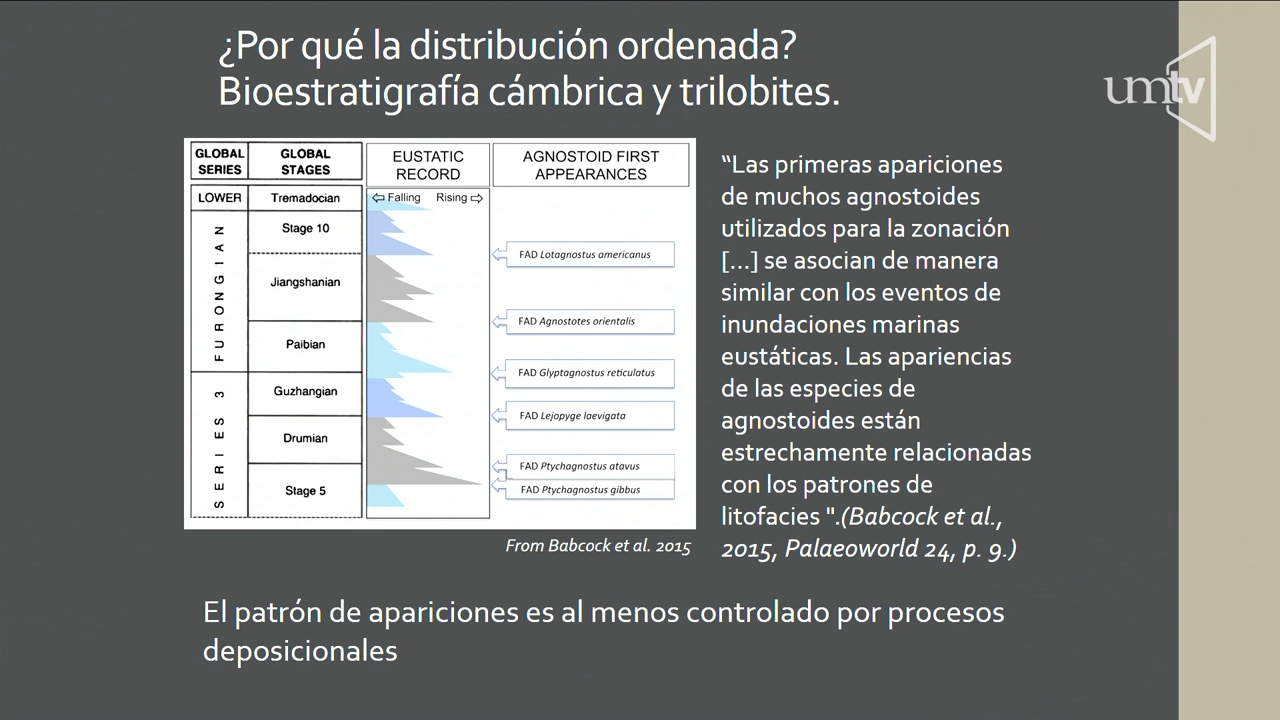 ¿Por qué la distribución ordenada?
Bioestratigrafía cámbrica y trilobites.
umtv
GLOBAL SERIES
GLOBAL STAGES
EUSTATIC RECORD
AGNOSTOID FIRST APPEARANCES
LOWER
Tremadocian
Falling
Rising
FURONGIAN
Stage 10
Jiangshanian
Paibian
SERIES 3
Guzhangian
Drumian
Stage 5
FAD Lotagnostus americanus
FAD Agnostotes orientalis
FAD Glyptagnostus reticulatus
FAD Lejopyge laevigata
FAD Ptychagnostus atavus
FAD Ptychagnostus gibbus
From Babcock et al. 2015
“Las primeras apariciones
de muchos agnostoides
utilizados para la zonación
[...] se asocian de manera
similar con los eventos de
inundaciones marinas
eustáticas. Las apariencias
de las especies de
agnostoides están
estrechamente relacionadas
con los patrones de
litofacies ".(Babcock et al.,
2015, Palaeoworld 24, p. 9.)
El patrón de apariciones es al menos controlado por procesos
deposicionales